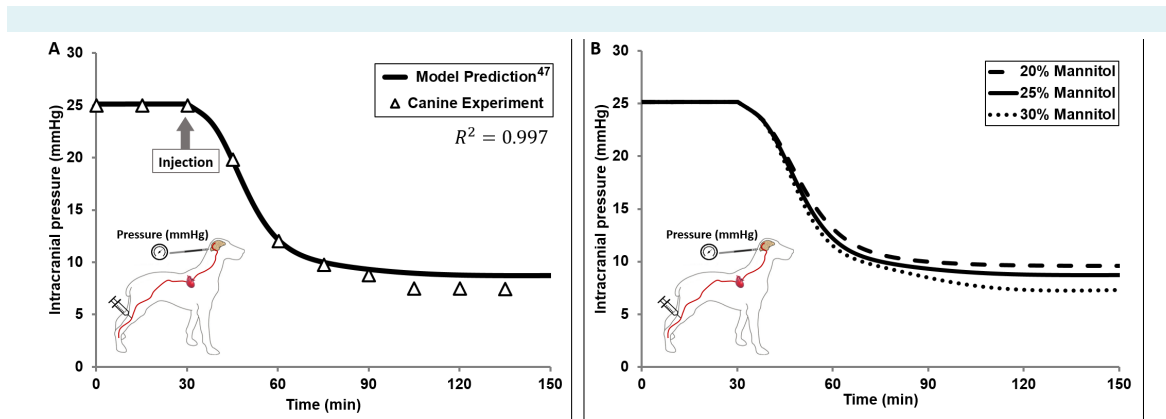 A
30
25
20
15
10
5
0
Intracranial pressure (mmHg)
Model Prediction47
Canine Experiment
R² = 0.997
Injection
Pressure (mmHg)
0 30 60 90 120 150
Time (min)
B
30
25
20
15
10
5
0
Intracranial pressure (mmHg)
20% Mannitol
25% Mannitol
30% Mannitol
Pressure (mmHg)
0 30 60 90 120 150
Time (min)